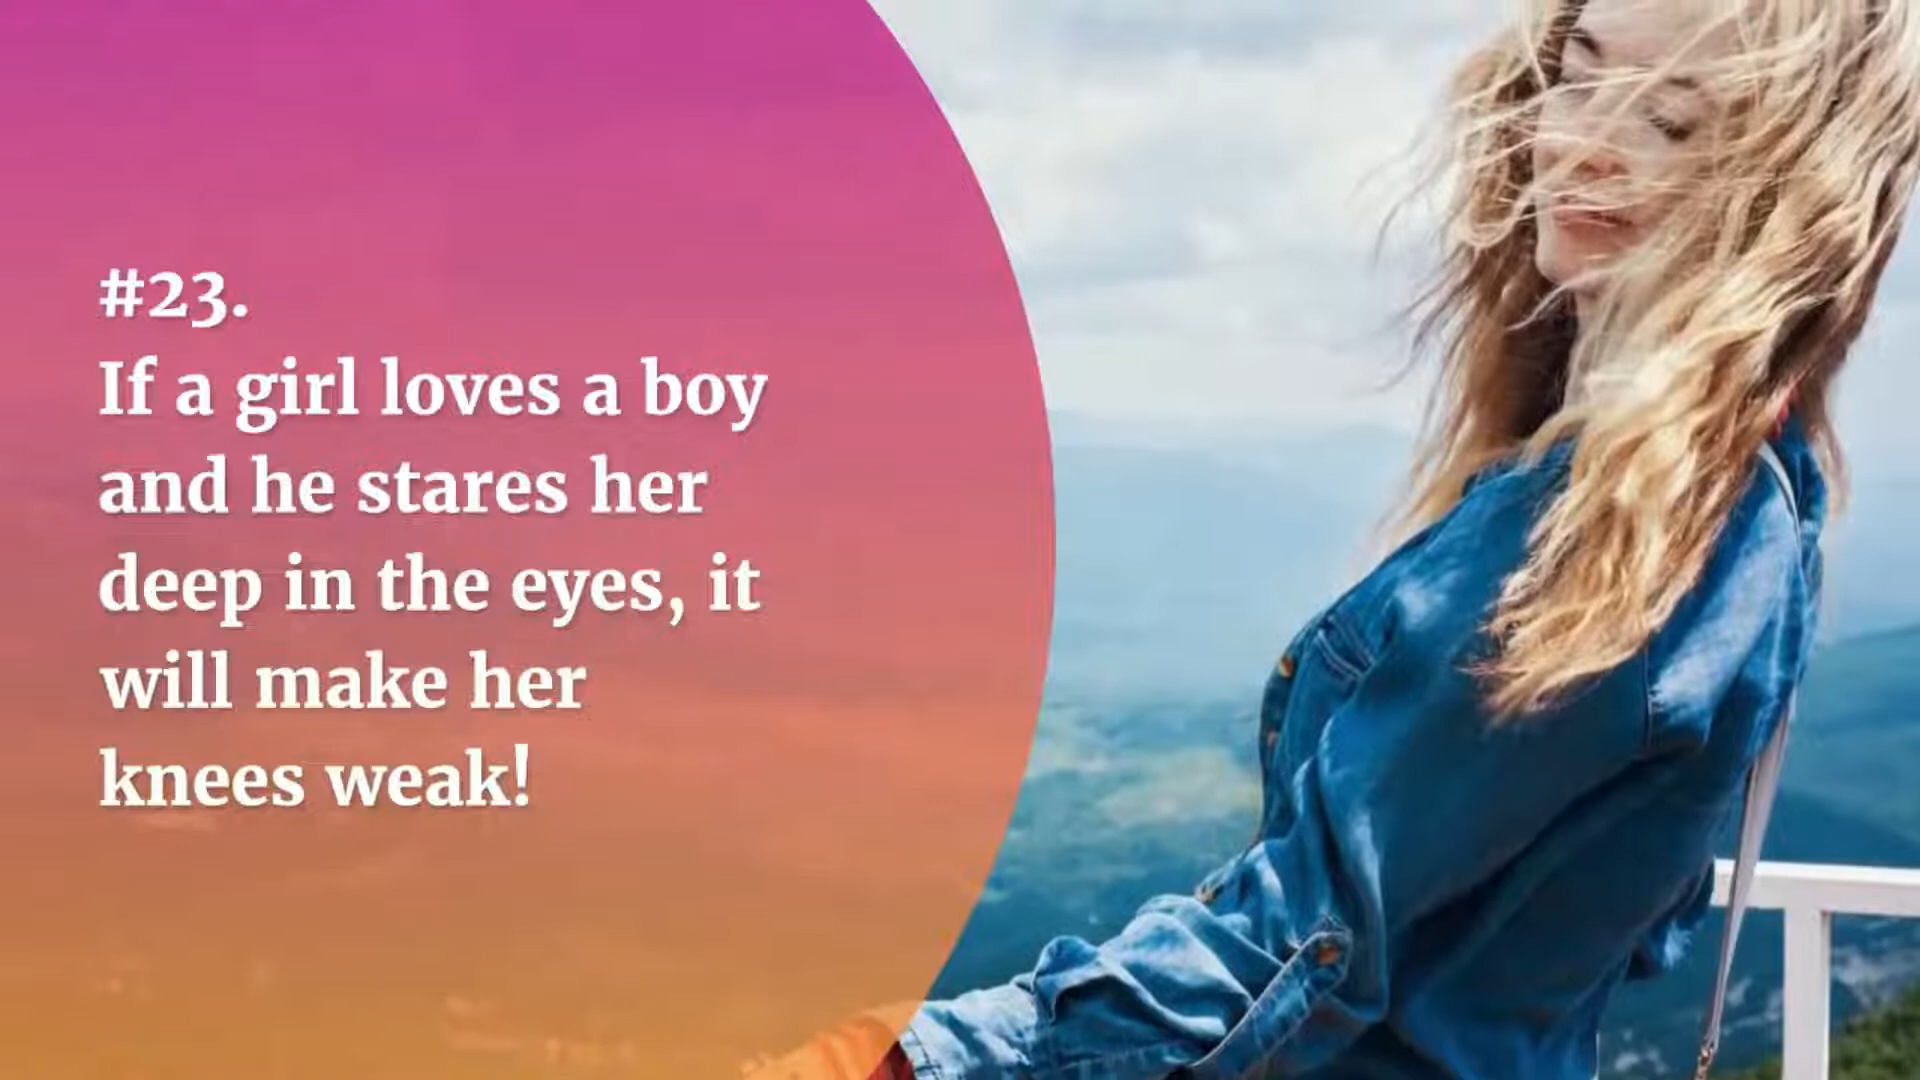 #23.
If a girl loves a boy
and he stares her
deep in the eyes, it
will make her
knees weak!